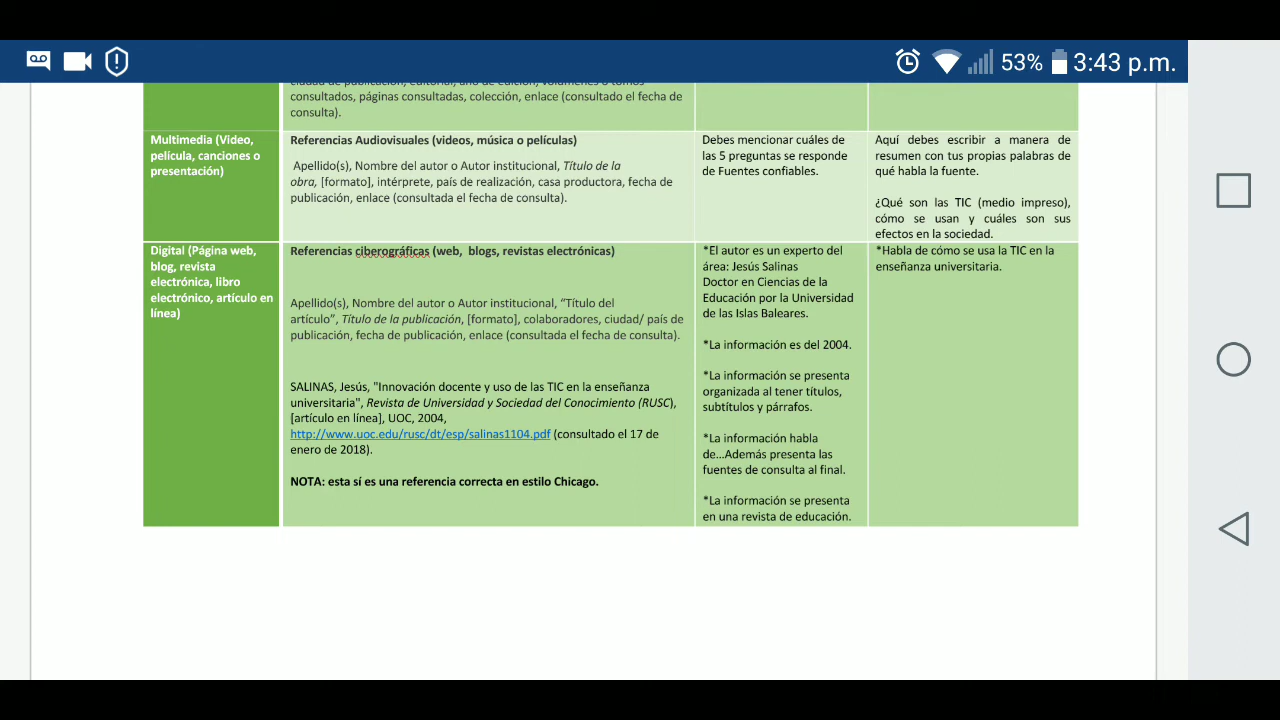 53% 3:43 p.m.
consultados, páginas consultadas, colección, enlace (consultado el fecha de
consulta).
Multimedia (Video,
película, canciones o
presentación)
Referencias Audiovisuales (videos, música o películas)
Apellido(s), Nombre del autor o Autor institucional, Título de la
obra, [formato], intérprete, país de realización, casa productora, fecha de
publicación, enlace (consultada el fecha de consulta).
Debes mencionar cuáles de
las 5 preguntas se responde
de Fuentes confiables.
Aquí debes escribir a manera de
resumen con tus propias palabras de
qué habla la fuente.
¿Qué son las TIC (medio impreso),
cómo se usan y cuáles son sus
efectos en la sociedad.
Digital (Página web,
blog, revista
electrónica, libro
electrónico, artículo en
línea)
Referencias ciberográficas (web, blogs, revistas electrónicas)
Apellido(s), Nombre del autor o Autor institucional, “Título del
artículo”, Título de la publicación, [formato], colaboradores, ciudad/ país de
publicación, fecha de publicación, enlace (consultada el fecha de consulta).
SALINAS, Jesús, "Innovación docente y uso de las TIC en la enseñanza
universitaria", Revista de Universidad y Sociedad del Conocimiento (RUSC),
[artículo en línea], UOC, 2004,
http://www.uoc.edu/rusc/dt/esp/salinas1104.pdf (consultado el 17 de
enero de 2018).
NOTA: esta sí es una referencia correcta en estilo Chicago.
*El autor es un experto del
área: Jesús Salinas
Doctor en Ciencias de la
Educación por la Universidad
de las Islas Baleares.
*La información es del 2004.
*La información se presenta
organizada al tener títulos,
subtítulos y párrafos.
*La información habla
de...Además presenta las
fuentes de consulta al final.
*La información se presenta
en una revista de educación.
*Habla de cómo se usa la TIC en la
enseñanza universitaria.